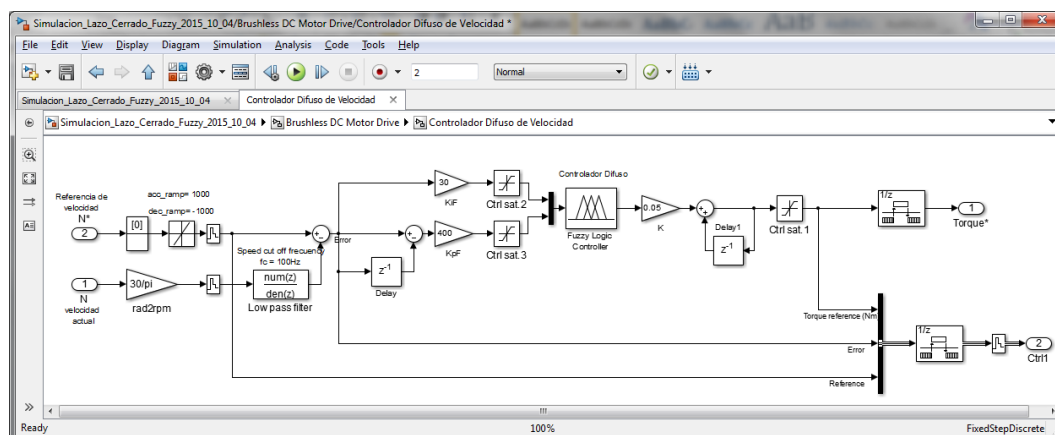 Simulacion_Lazo_Cerrado_Fuzzy_2015_10_04/Brushless DC Motor Drive/Controlador Difuso de Velocidad *
File Edit View Display Diagram Simulation Analysis Code Tools Help
2 Normal
Simulacion_Lazo_Cerrado_Fuzzy_2015_10_04 Controlador Difuso de Velocidad
Simulacion_Lazo_Cerrado_Fuzzy_2015_10_04 Brushless DC Motor Drive Controlador Difuso de Velocidad
Referencia de
velocidad
N*
2
[0]
acc_ramp= 1000
dec_ramp=-1000
1
N
velocidad
actual
30/pi
rad2rpm
Speed cut off frecuency
fc = 100Hz
num(z)
den(z)
Low pass filter
Error
z-1
Delay
30
KiF
Ctrl sat.2
400
KpF
Ctrl sat. 3
Controlador Difuso
Fuzzy Logic
Controller
0.05
K
Delay1
z-1
Ctrl sat. 1
1/z
1
Torque*
Torque reference (Nm
Error
Reference
1/z
2
Ctrl1
Ready 100% FixedStepDiscrete